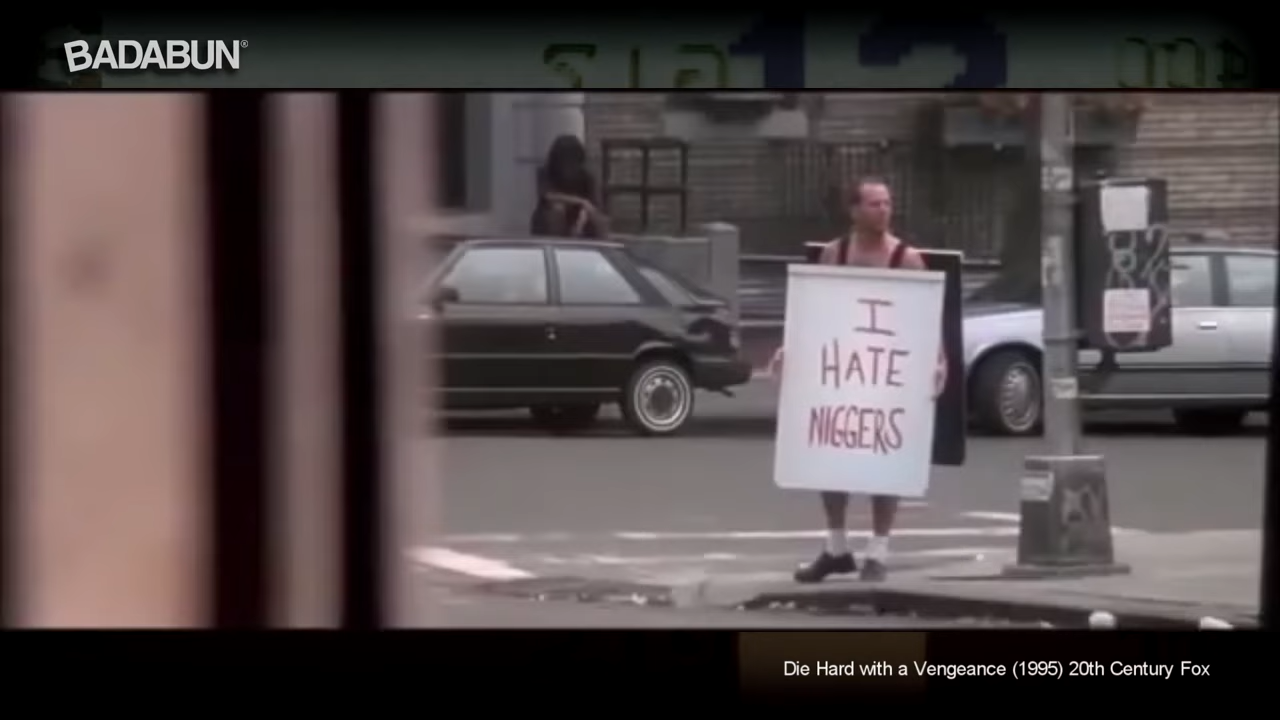 BADABUN®
I
HATE
NIGGERS
Die Hard with a Vengeance (1995) 20th Century Fox